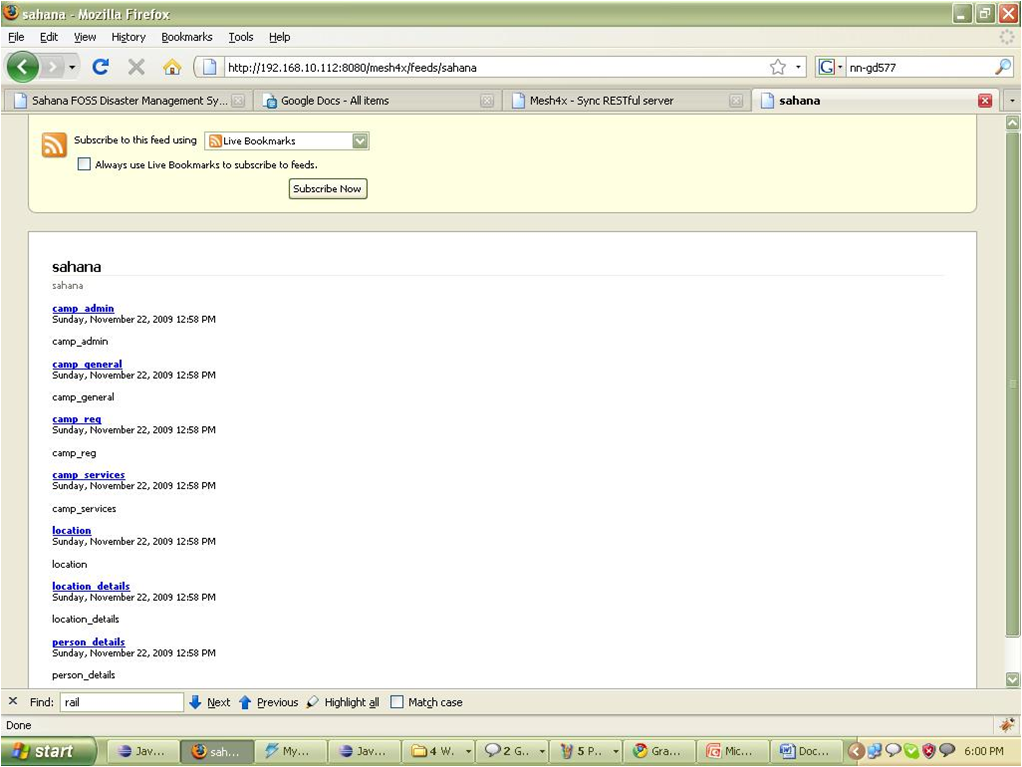 sahana - Mozilla Firefox
File Edit View History Bookmarks Tools Help
http://192.168.10.112:8080/mesh4x/feeds/sahana
G nn-gd577
Sahana FOSS Disaster Management Sy... Google Docs - All items Mesh4x - Sync RESTful server sahana
Subscribe to this feed using Live Bookmarks
Always use Live Bookmarks to subscribe to feeds.
Subscribe Now
sahana
sahana
camp_admin
Sunday, November 22, 2009 12:58 PM
camp_admin
camp_general
Sunday, November 22, 2009 12:58 PM
camp_general
camp_reg
Sunday, November 22, 2009 12:58 PM
camp_reg
camp_services
Sunday, November 22, 2009 12:58 PM
camp_services
location
Sunday, November 22, 2009 12:58 PM
location
location_details
Sunday, November 22, 2009 12:58 PM
location_details
person_details
Sunday, November 22, 2009 12:58 PM
person_details
Find: rail Next Previous Highlight all Match case
Done
start Jav... sah... My... Jav... 4 W. 2 G.. 5 P.. Gra... Mic... Doc... 6:00 PM